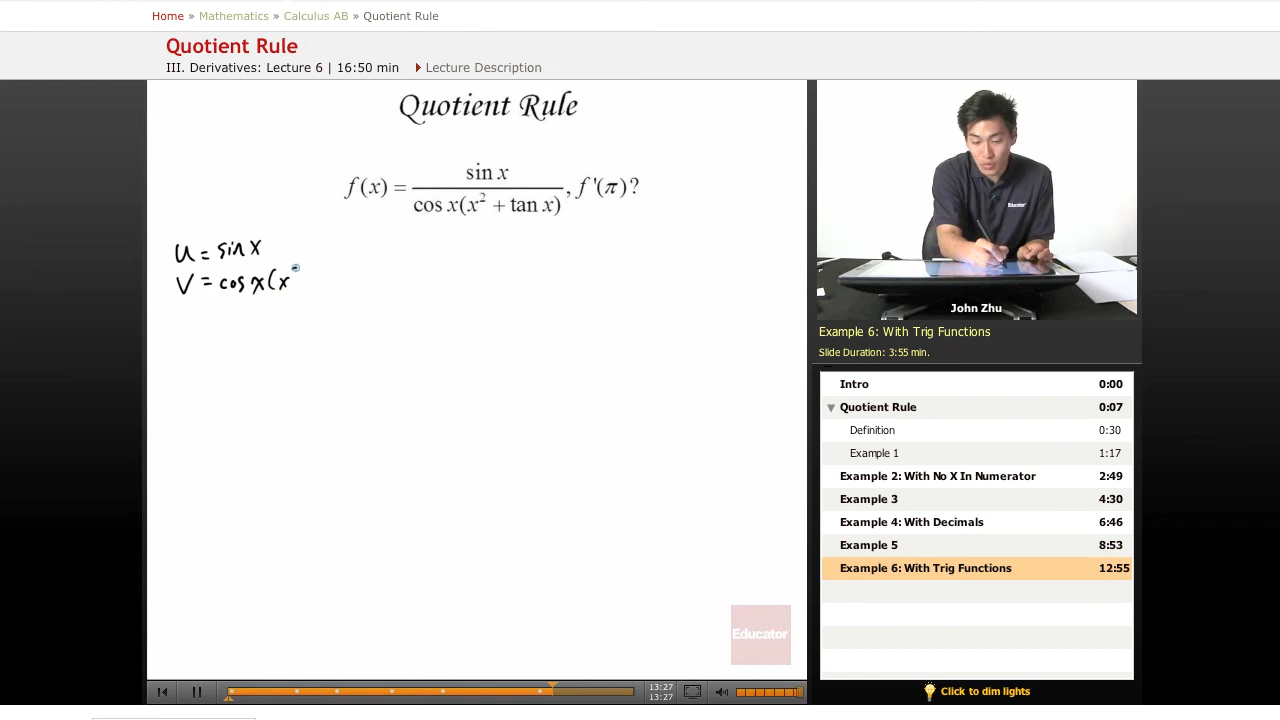 Home » Mathematics » Calculus AB » Quotient Rule
Quotient Rule
III. Derivatives: Lecture 6 | 16:50 min Lecture Description
Quotient Rule
f(x) = sin x / cos x(x² + tan x), f'(π)?
u = sin x
v = cos x(x
Educator
Educator
John Zhu
Example 6: With Trig Functions
Slide Duration: 3:55 min.
Intro 0:00
Quotient Rule 0:07
Definition 0:30
Example 1 1:17
Example 2: With No X In Numerator 2:49
Example 3 4:30
Example 4: With Decimals 6:46
Example 5 8:53
Example 6: With Trig Functions 12:55
13:27
13:27
Click to dim lights